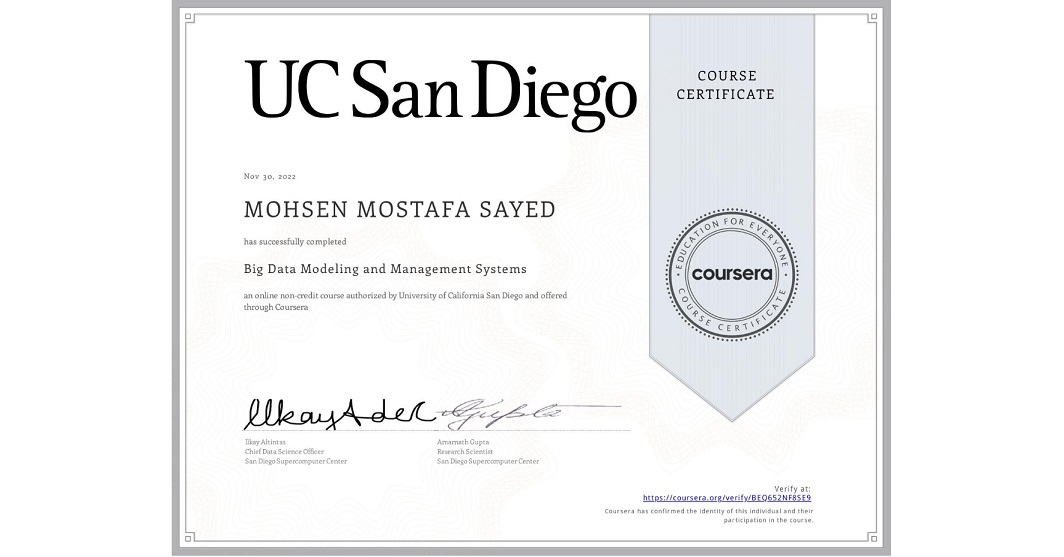 UC San Diego
COURSE
CERTIFICATE
Nov 30, 2022
MOHSEN MOSTAFA SAYED
has successfully completed
Big Data Modeling and Management Systems
an online non-credit course authorized by University of California San Diego and offered
through Coursera
EDUCATION FOR EVERYONE
coursera
COURSE CERTIFICATE
Ilkay Altintas
Chief Data Science Officer
San Diego Supercomputer Center
Amarnath Gupta
Research Scientist
San Diego Supercomputer Center
Verify at:
https://coursera.org/verify/BEQ652NF8SE9
Coursera has confirmed the identity of this individual and their
participation in the course.